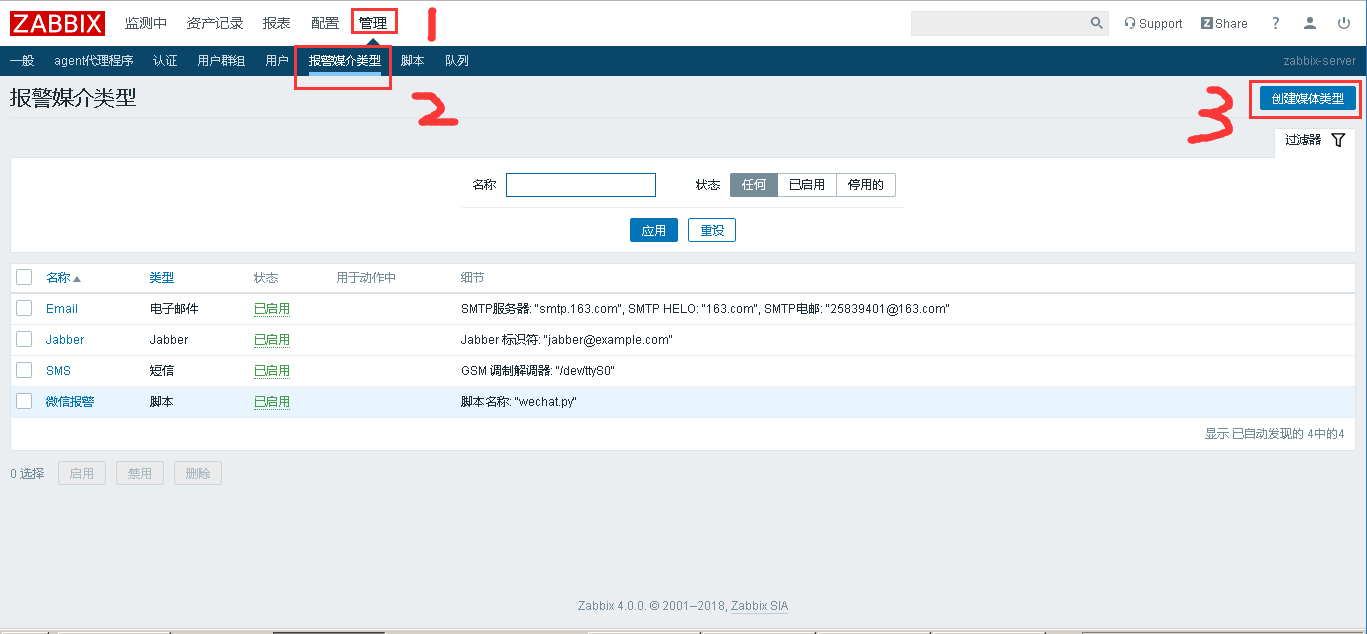 ZABBIX 监测中 资产记录 报表 配置 管理 1 Support Z Share ?
一般 agent代理程序 认证 用户群组 用户 报警媒介类型 脚本 队列 zabbix-server
报警媒介类型 2 3 创建媒体类型
过滤器
名称 状态 任何 已启用 停用的
应用 重设
名称 类型 状态 用于动作中 细节
Email 电子邮件 已启用 SMTP服务器: "smtp.163.com", SMTP HELO: "163.com", SMTP电邮: "25839401@163.com"
Jabber Jabber 已启用 Jabber 标识符: "jabber@example.com"
SMS 短信 已启用 GSM 调制解调器: "/dev/ttyS0"
微信报警 脚本 已启用 脚本名称: "wechat.py"
显示 已自动发现的 4中的4
0 选择 启用 禁用 删除
Zabbix 4.0.0. © 2001–2018, Zabbix SIA